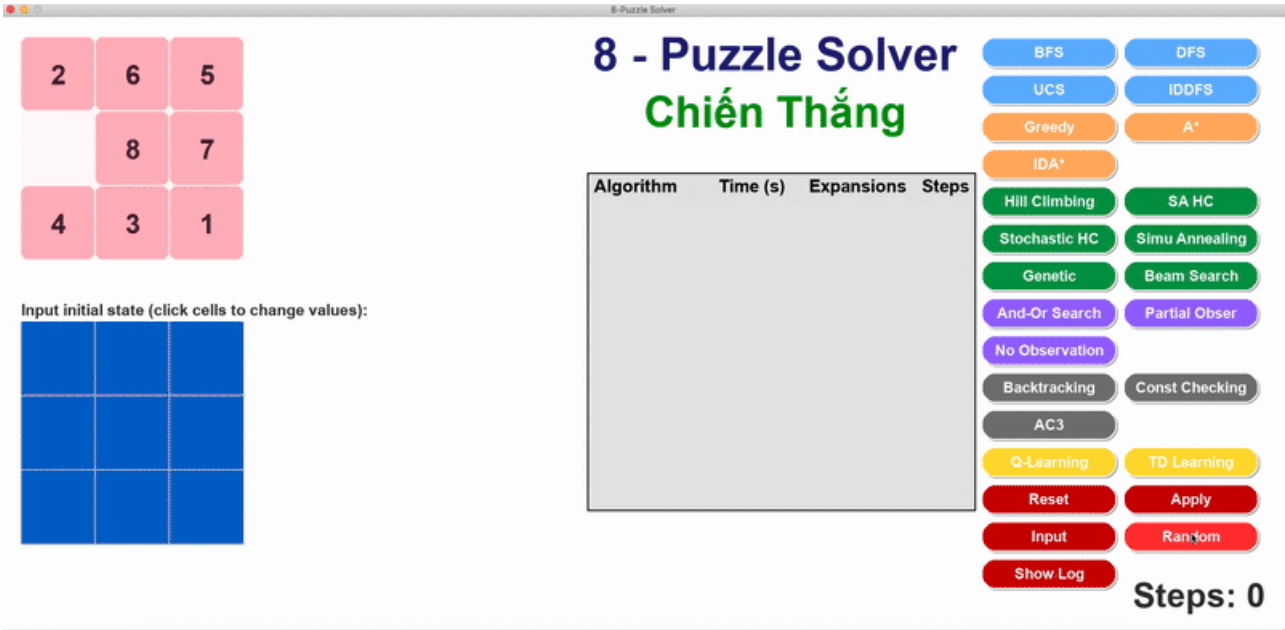 8-Puzzle Solver
2 6 5
8 7
4 3 1
Input initial state (click cells to change values):
8 - Puzzle Solver
Chiến Thắng
Algorithm Time (s) Expansions Steps
BFS DFS
UCS IDDFS
Greedy A*
IDA*
Hill Climbing SA HC
Stochastic HC Simu Annealing
Genetic Beam Search
And-Or Search Partial Obser
No Observation
Backtracking Const Checking
AC3
Q-Learning TD Learning
Reset Apply
Input Random
Show Log
Steps: 0